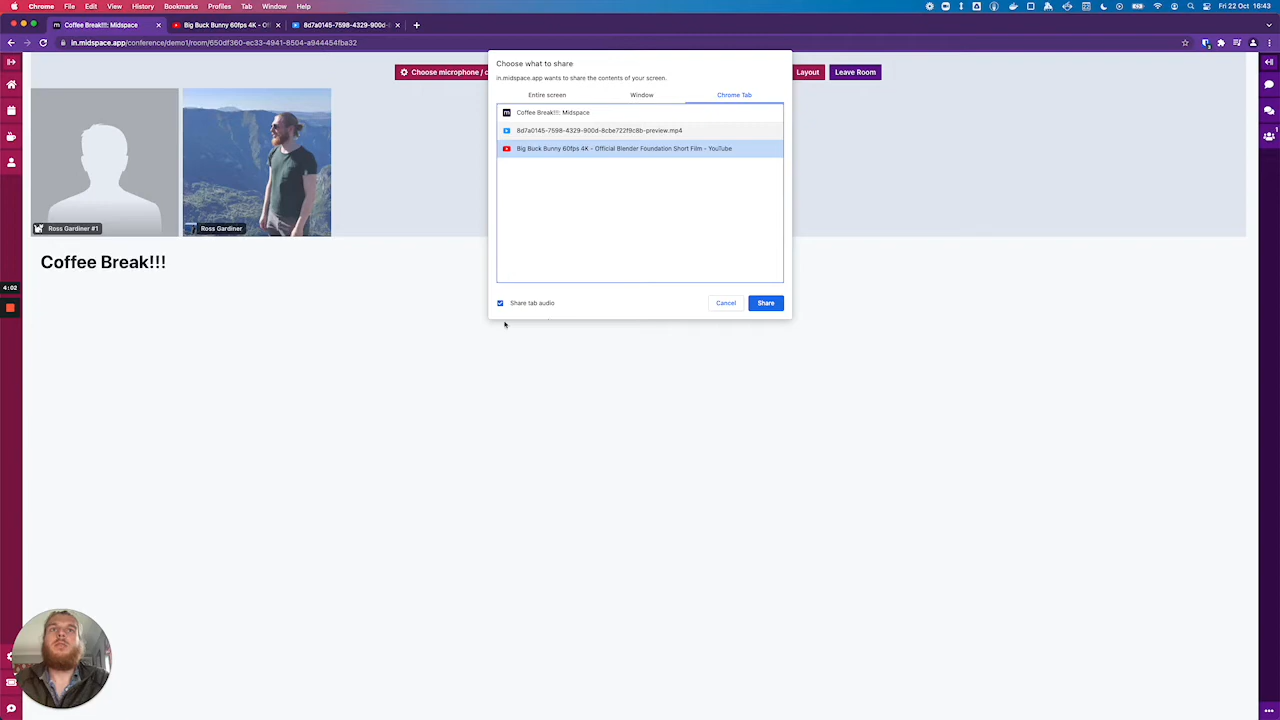 Chrome File Edit View History Bookmarks Profiles Tab Window Help
Fri 22 Oct 16:43
Coffee Break!!!: Midspace
Big Buck Bunny 60fps 4K - Of
8d7a0145-7598-4329-900d-8c
in.midspace.app/conference/demo1/room/650df360-ec33-4941-8504-a944454fba32
Choose microphone / c
Layout
Leave Room
Choose what to share
in.midspace.app wants to share the contents of your screen.
Entire screen
Window
Chrome Tab
Coffee Break!!!: Midspace
8d7a0145-7598-4329-900d-8cbe722f9c8b-preview.mp4
Big Buck Bunny 60fps 4K - Official Blender Foundation Short Film - YouTube
Share tab audio
Cancel
Share
Ross Gardiner #1
Ross Gardiner
Coffee Break!!!
4:02